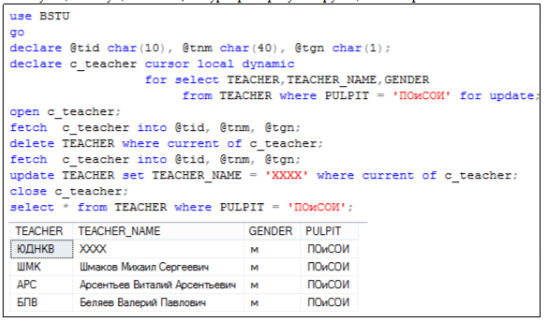 use BSTU
go
declare @tid char(10), @tnm char(40), @tgn char(1);
declare c_teacher cursor local dynamic
for select TEACHER,TEACHER_NAME,GENDER
from TEACHER where PULPIT = 'ПОиСОИ' for update;
open c_teacher;
fetch c_teacher into @tid, @tnm, @tgn;
delete TEACHER where current of c_teacher;
fetch c_teacher into @tid, @tnm, @tgn;
update TEACHER set TEACHER_NAME = 'XXXX' where current of c_teacher;
close c_teacher;
select * from TEACHER where PULPIT = 'ПОиСОИ';
TEACHER TEACHER_NAME GENDER PULPIT
ЮДНКВ XXXX м ПОиСОИ
ШМК Шмаков Михаил Сергеевич м ПОиСОИ
АРС Арсентьев Виталий Арсентьевич м ПОиСОИ
БПВ Беляев Валерий Павлович м ПОиСОИ